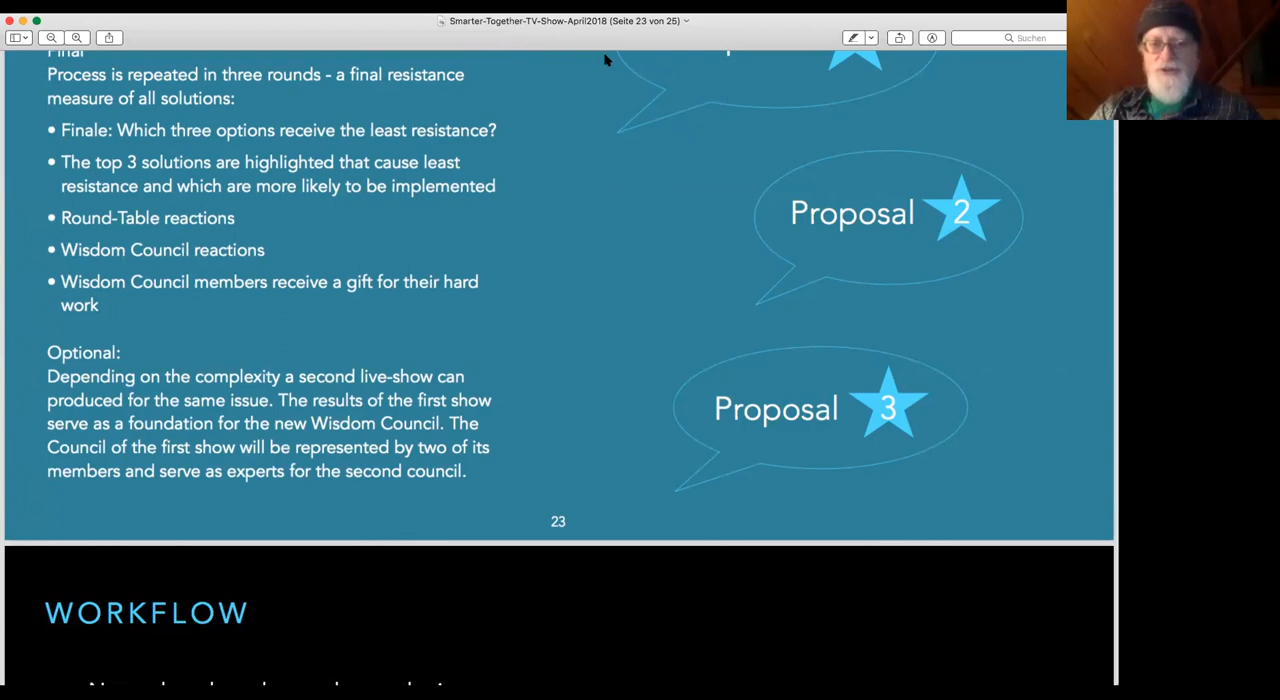 Smarter-Together-TV-Show-April2018 (Seite 23 von 25)
Suchen
Final
Process is repeated in three rounds - a final resistance
measure of all solutions:
• Finale: Which three options receive the least resistance?
• The top 3 solutions are highlighted that cause least
resistance and which are more likely to be implemented
• Round-Table reactions
• Wisdom Council reactions
• Wisdom Council members receive a gift for their hard
work
Optional:
Depending on the complexity a second live-show can
produced for the same issue. The results of the first show
serve as a foundation for the new Wisdom Council. The
Council of the first show will be represented by two of its
members and serve as experts for the second council.
Proposal 2
Proposal 3
23
WORKFLOW